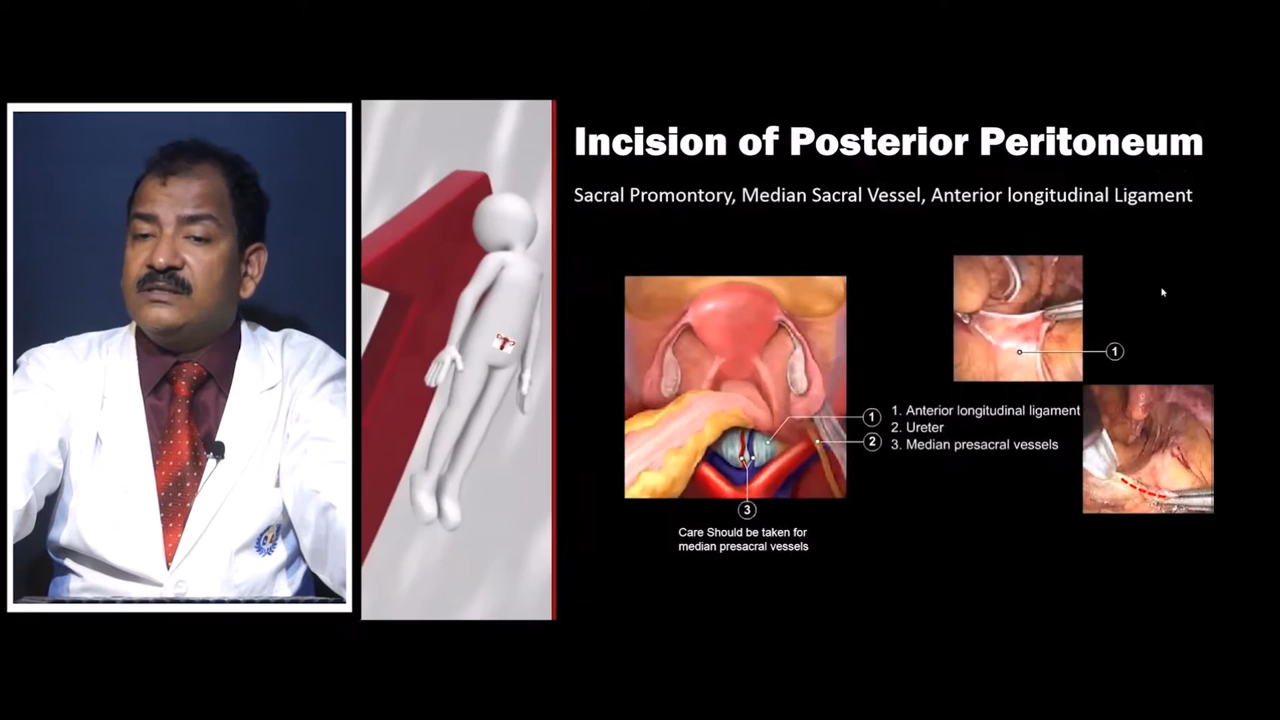 Incision of Posterior Peritoneum
Sacral Promontory, Median Sacral Vessel, Anterior longitudinal Ligament
1
1
2
1. Anterior longitudinal ligament
2. Ureter
3. Median presacral vessels
3
Care Should be taken for
median presacral vessels